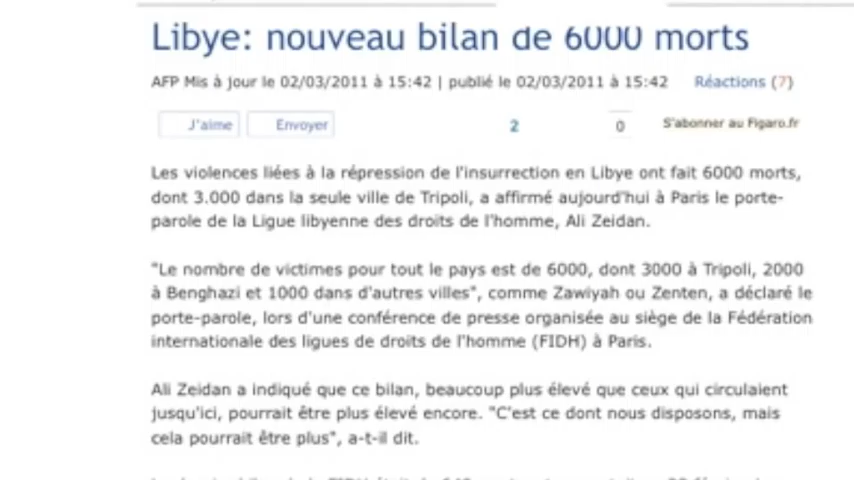 Libye: nouveau bilan de 6000 morts
AFP Mis à jour le 02/03/2011 à 15:42 | publié le 02/03/2011 à 15:42 Réactions (7)
J'aime Envoyer 2 0 S'abonner au Figaro.fr
Les violences liées à la répression de l'insurrection en Libye ont fait 6000 morts,
dont 3.000 dans la seule ville de Tripoli, a affirmé aujourd'hui à Paris le porte-
parole de la Ligue libyenne des droits de l'homme, Ali Zeidan.
"Le nombre de victimes pour tout le pays est de 6000, dont 3000 à Tripoli, 2000
à Benghazi et 1000 dans d'autres villes", comme Zawiyah ou Zenten, a déclaré le
porte-parole, lors d'une conférence de presse organisée au siège de la Fédération
internationale des ligues de droits de l'homme (FIDH) à Paris.
Ali Zeidan a indiqué que ce bilan, beaucoup plus élevé que ceux qui circulaient
jusqu'ici, pourrait être plus élevé encore. "C'est ce dont nous disposons, mais
cela pourrait être plus", a-t-il dit.